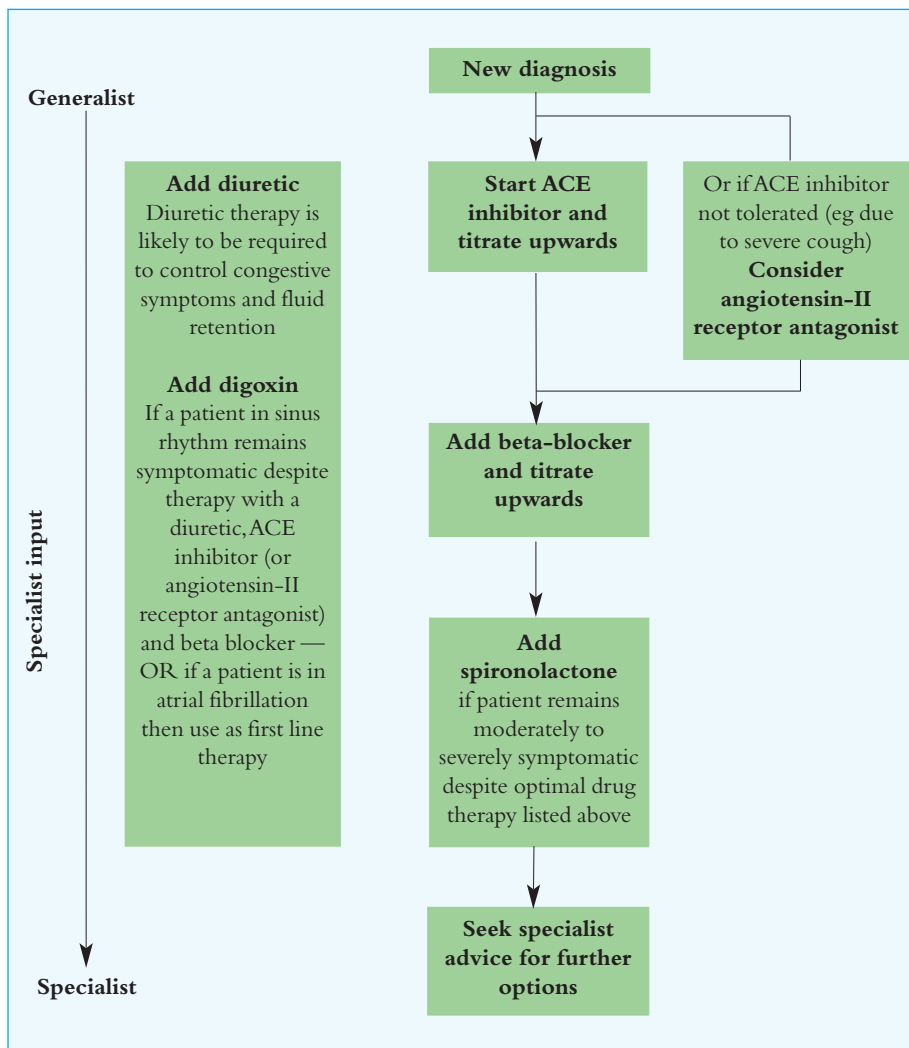 New diagnosis
Generalist
Add diuretic
Diuretic therapy is
likely to be required
to control congestive
symptoms and fluid
retention
Add digoxin
If a patient in sinus
rhythm remains
symptomatic despite
therapy with a
diuretic, ACE
inhibitor (or
angiotensin-II
receptor antagonist)
and beta blocker —
OR if a patient is in
atrial fibrillation
then use as first line
therapy
Start ACE
inhibitor and
titrate upwards
Or if ACE inhibitor
not tolerated (eg due
to severe cough)
Consider
angiotensin-II
receptor antagonist
Add beta-blocker
and titrate
upwards
Add
spironolactone
if patient remains
moderately to
severely symptomatic
despite optimal drug
therapy listed above
Seek specialist
advice for further
options
Specialist input
Specialist